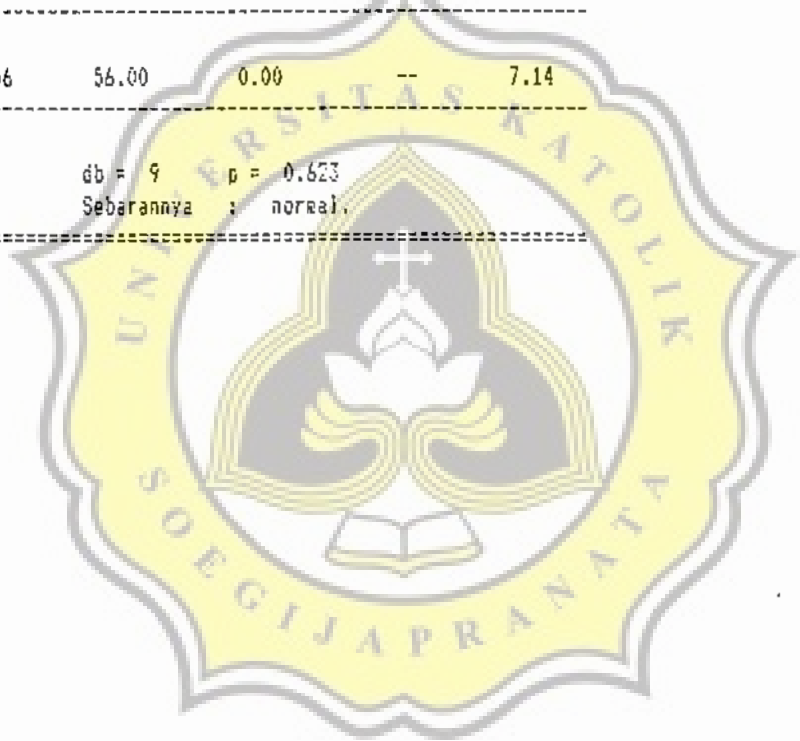 6 56.00 0.00 -- 7.14
db = 9 p = 0.623
Sebarannya : normal.
UNIVERSITAS KATOLIK
SOEGIJAPRANATA